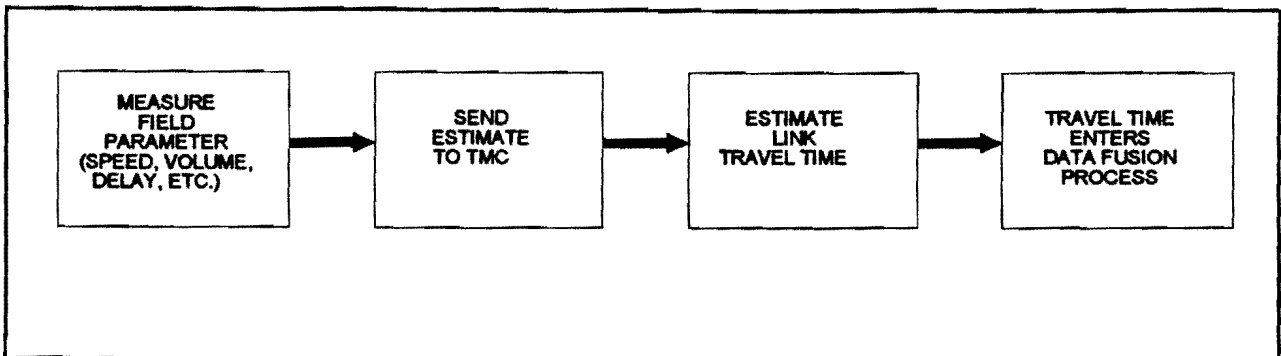 MEASURE
FIELD
PARAMETER
(SPEED, VOLUME,
DELAY, ETC.)
SEND
ESTIMATE
TO TMC
ESTIMATE
LINK
TRAVEL TIME
TRAVEL TIME
ENTERS
DATA FUSION
PROCESS